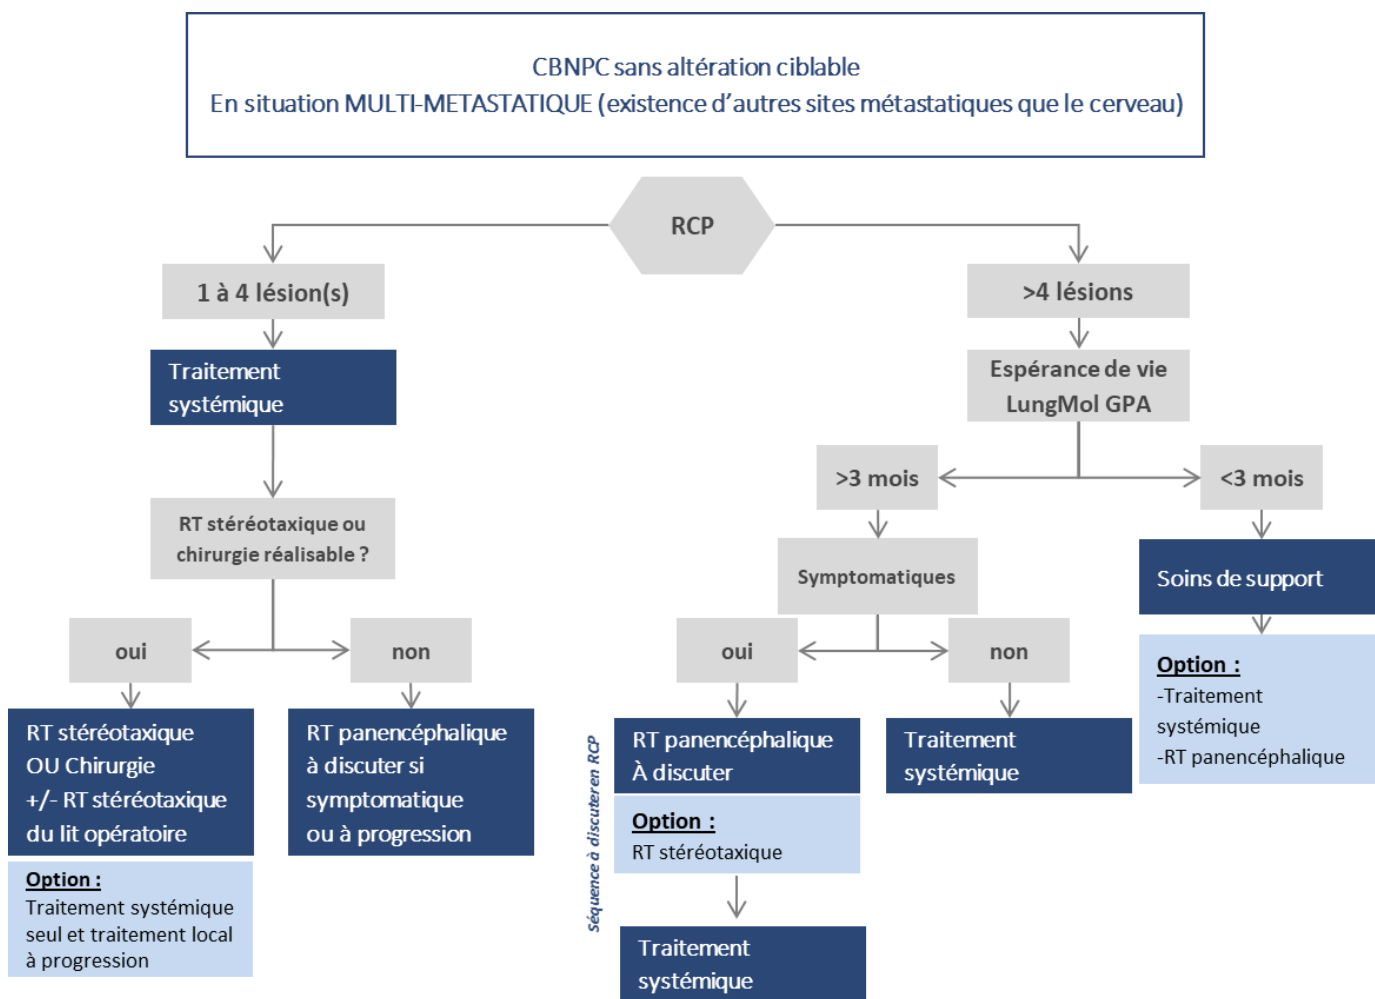 CBNPC sans altération ciblable
En situation MULTI-METASTATIQUE (existence d'autres sites métastatiques que le cerveau)
RCP
1 à 4 lésion(s)
Traitement
systémique
RT stéréotaxique ou
chirurgie réalisable ?
oui
non
RT stéréotaxique
OU Chirurgie
+/- RT stéréotaxique
du lit opératoire
Option :
Traitement systémique
seul et traitement local
à progression
RT panencéphalique
à discuter si
symptomatique
ou à progression
>4 lésions
Espérance de vie
LungMol GPA
>3 mois
<3 mois
Symptomatiques
oui
non
Séquence à discuter en RCP
RT panencéphalique
À discuter
Option :
RT stéréotaxique
Traitement
systémique
Traitement
systémique
Soins de support
Option :
-Traitement
systémique
-RT panencéphalique